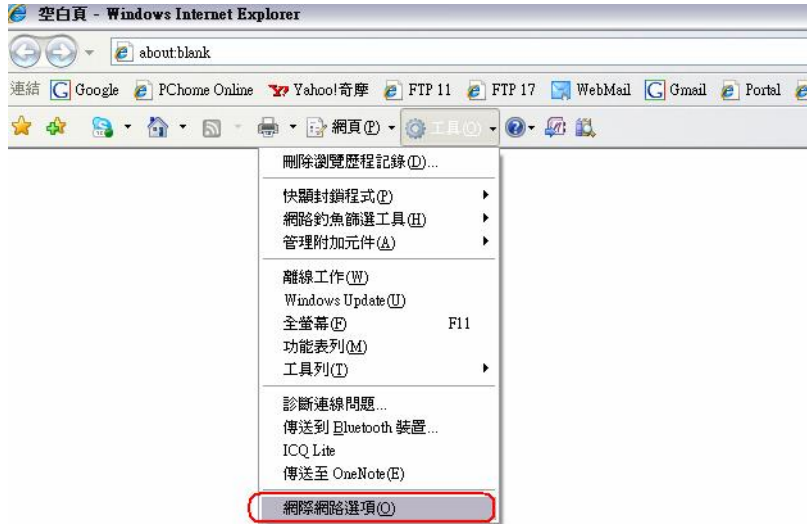 空白頁 - Windows Internet Explorer
about:blank
連結 Google PChome Online Yahoo!奇摩 FTP 11 FTP 17 WebMail Gmail Portal
網頁(P) 工具(O)
刪除瀏覽歷程記錄(D)...
快顯封鎖程式(P)
網路釣魚篩選工具(H)
管理附加元件(A)
離線工作(W)
Windows Update(U)
全螢幕(F) F11
功能表列(M)
工具列(T)
診斷連線問題...
傳送到 Bluetooth 裝置...
ICQ Lite
傳送至 OneNote(E)
網際網路選項(O)